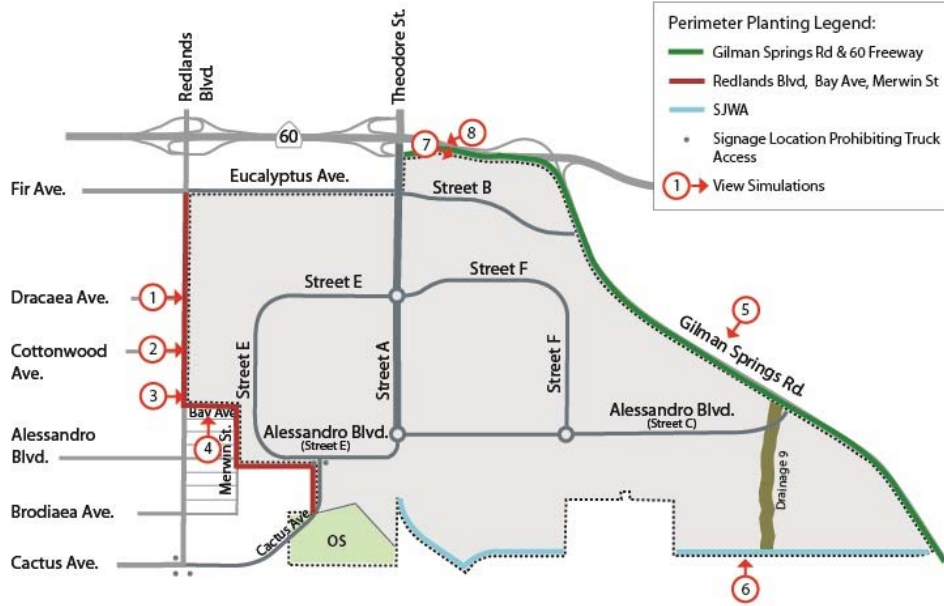 Redlands
Blvd.
Theodore St.
Perimeter Planting Legend:
Gilman Springs Rd & 60 Freeway
Redlands Blvd, Bay Ave, Merwin St
SJWA
Signage Location Prohibiting Truck
Access
1
View Simulations
60
7
8
Fir Ave.
Eucalyptus Ave.
Street B
Dracaea Ave.
1
Street E
Street F
5
Gilman Springs Rd.
Cottonwood
Ave.
2
Street E
Street A
Street F
3
Bay Ave
4
Merwin St.
Alessandro
Blvd.
Alessandro Blvd.
(Street E)
Alessandro Blvd.
(Street C)
Drainage 9
Brodiaea Ave.
Cactus Ave
OS
Cactus Ave.
6